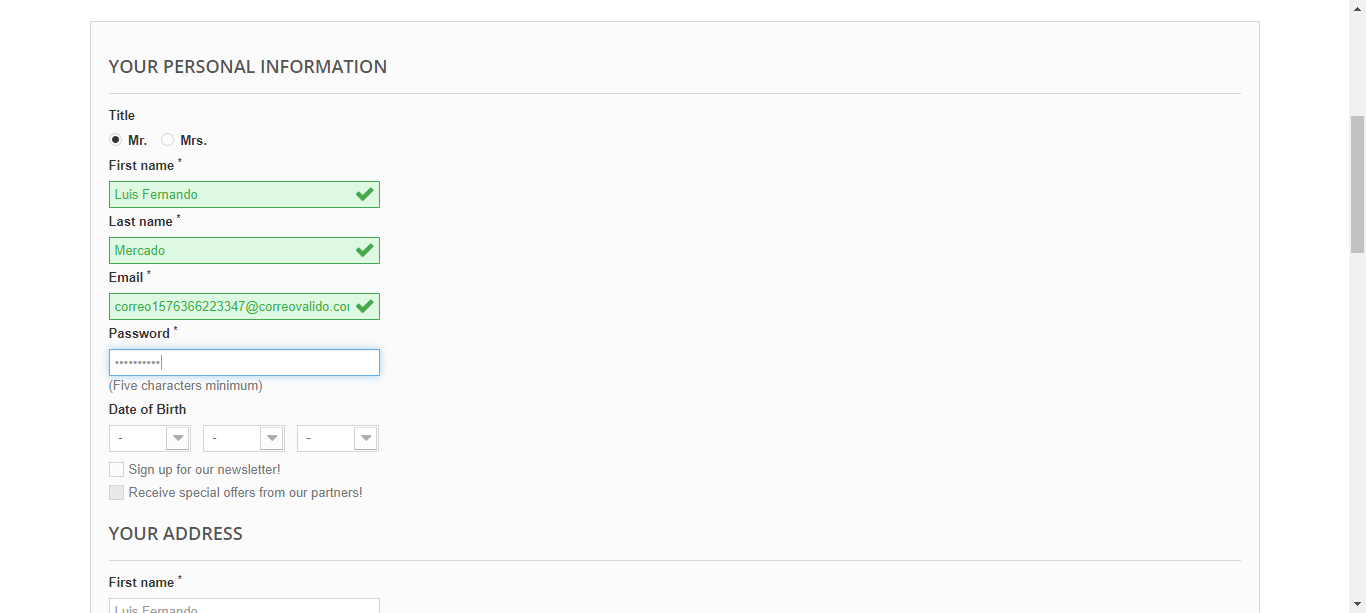 YOUR PERSONAL INFORMATION
Title
Mr. Mrs.
First name *
Luis Fernando
Last name *
Mercado
Email *
correo1576366223347@correovalido.co
Password *
••••••••••
(Five characters minimum)
Date of Birth
- - -
Sign up for our newsletter!
Receive special offers from our partners!
YOUR ADDRESS
First name *
Luis Fernando